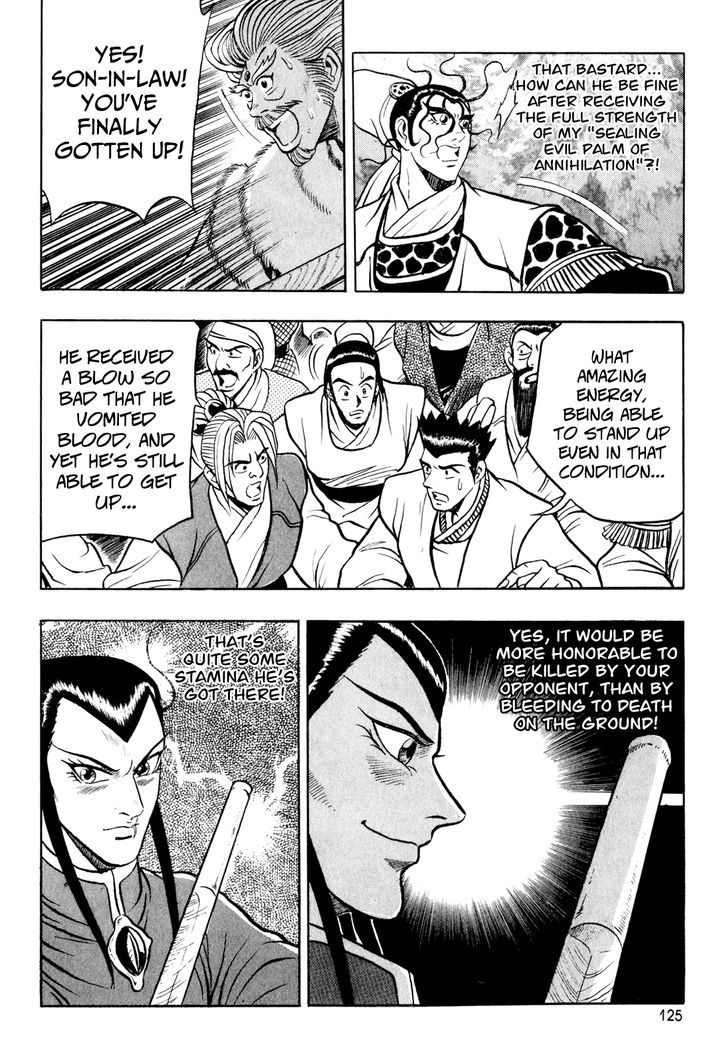 THAT BASTARD...
HOW CAN HE BE FINE
AFTER RECEIVING
THE FULL STRENGTH
OF MY "SEALING
EVIL PALM OF
ANNIHILATION"?!
YES!
SON-IN-LAW!
YOU'VE
FINALLY
GOTTEN UP!
WHAT
AMAZING
ENERGY,
BEING ABLE
TO STAND UP
EVEN IN THAT
CONDITION...
HE RECEIVED
A BLOW SO
BAD THAT HE
VOMITED
BLOOD, AND
YET HE'S STILL
ABLE TO GET
UP...
YES, IT WOULD BE
MORE HONORABLE TO
BE KILLED BY YOUR
OPPONENT, THAN BY
BLEEDING TO DEATH
ON THE GROUND!
THAT'S
QUITE SOME
STAMINA HE'S
GOT THERE!
125